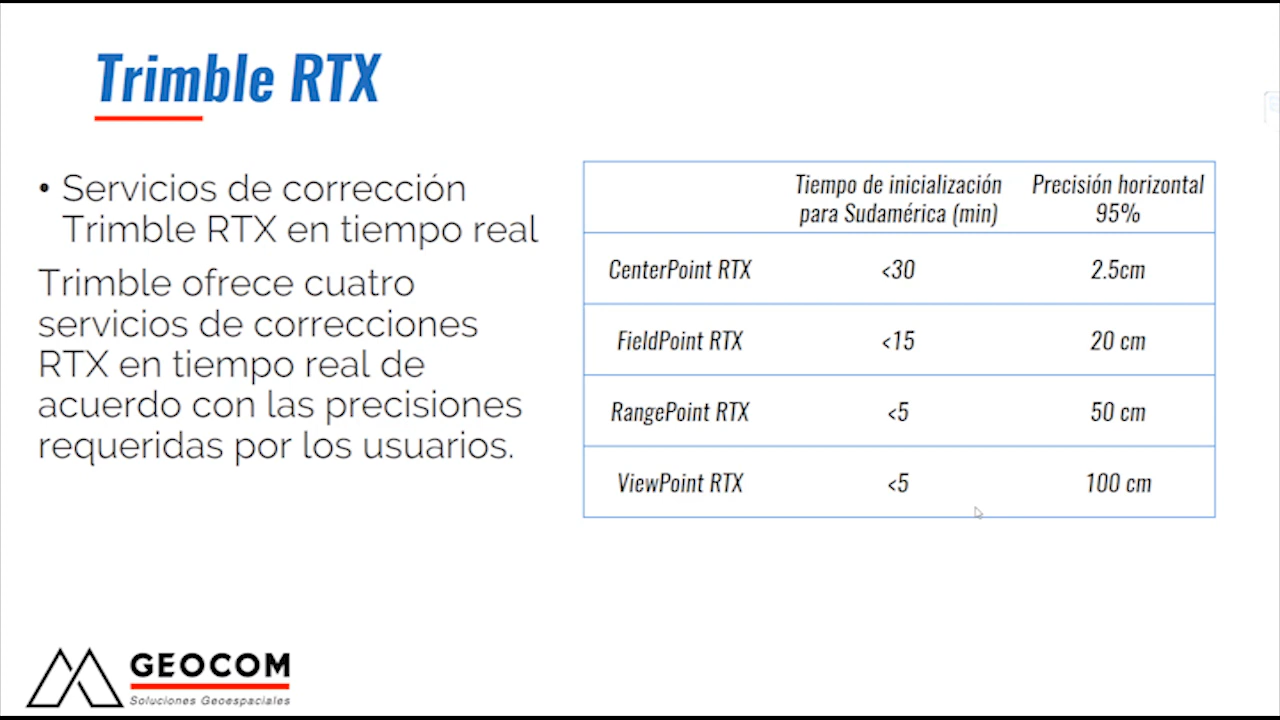 Trimble RTX
• Servicios de corrección
Trimble RTX en tiempo real
Trimble ofrece cuatro
servicios de correcciones
RTX en tiempo real de
acuerdo con las precisiones
requeridas por los usuarios.
Tiempo de inicialización para Sudamérica (min) Precisión horizontal 95%
CenterPoint RTX <30 2.5cm
FieldPoint RTX <15 20 cm
RangePoint RTX <5 50 cm
ViewPoint RTX <5 100 cm
GEOCOM
Soluciones Geoespaciales